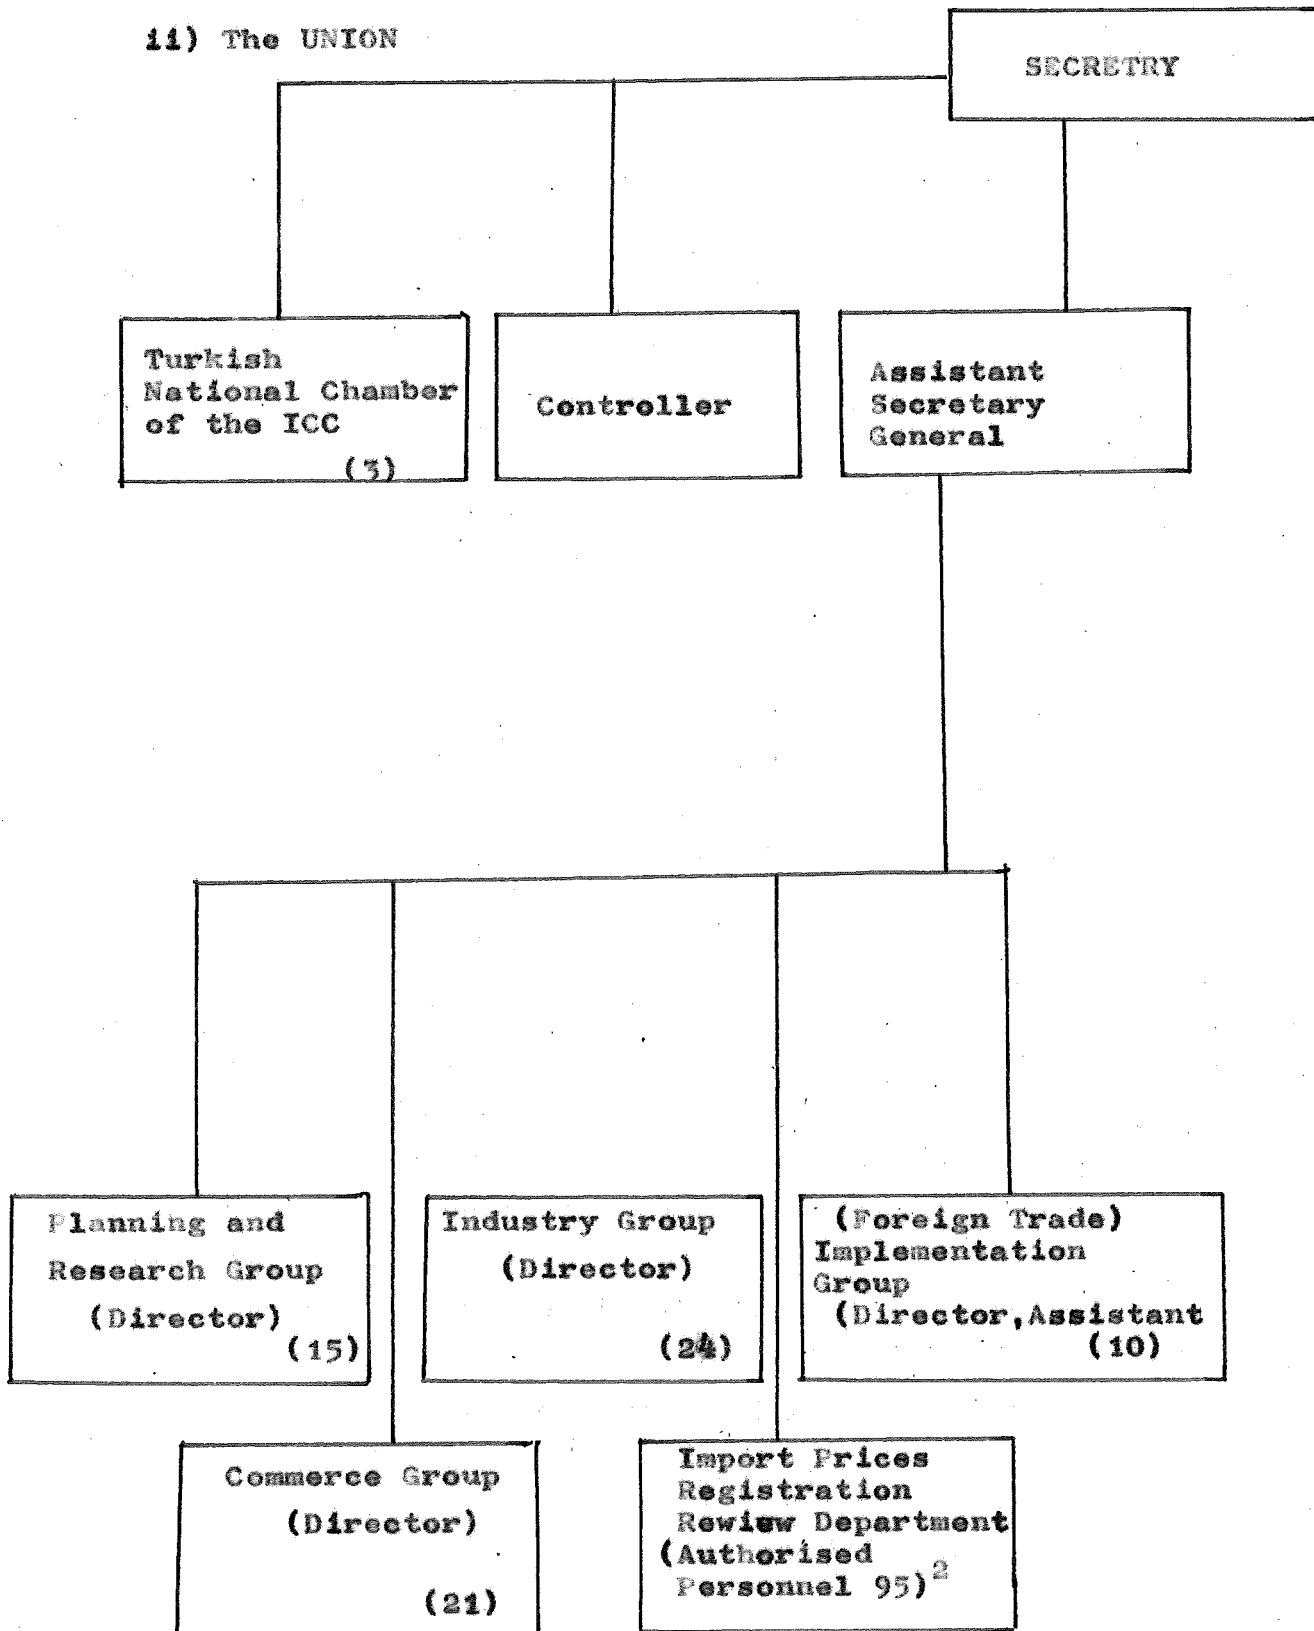 ii) The UNION
SECRETRY
Turkish
National Chamber
of the ICC
(3)
Controller
Assistant
Secretary
General
Planning and
Research Group
(Director)
(15)
Industry Group
(Director)
(24)
(Foreign Trade)
Implementation
Group
(Director,Assistant
(10)
Commerce Group
(Director)
(21)
Import Prices
Registration
Rewiew Department
(Authorised
Personnel 95)2